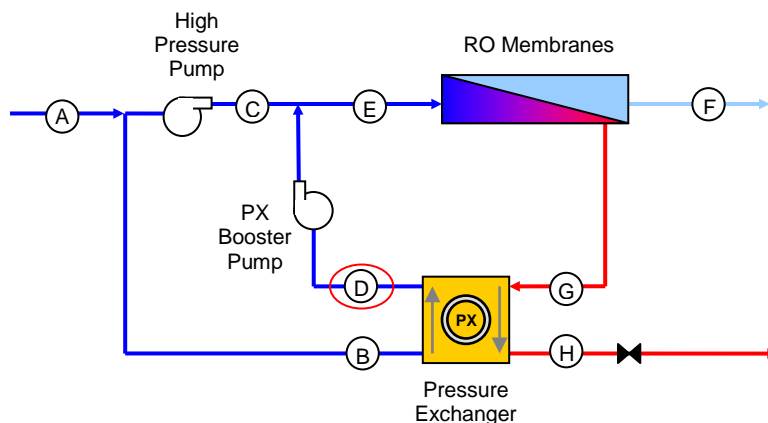 High
Pressure
Pump
RO Membranes
A
C
E
F
PX
Booster
Pump
D
G
PX
B
H
Pressure
Exchanger